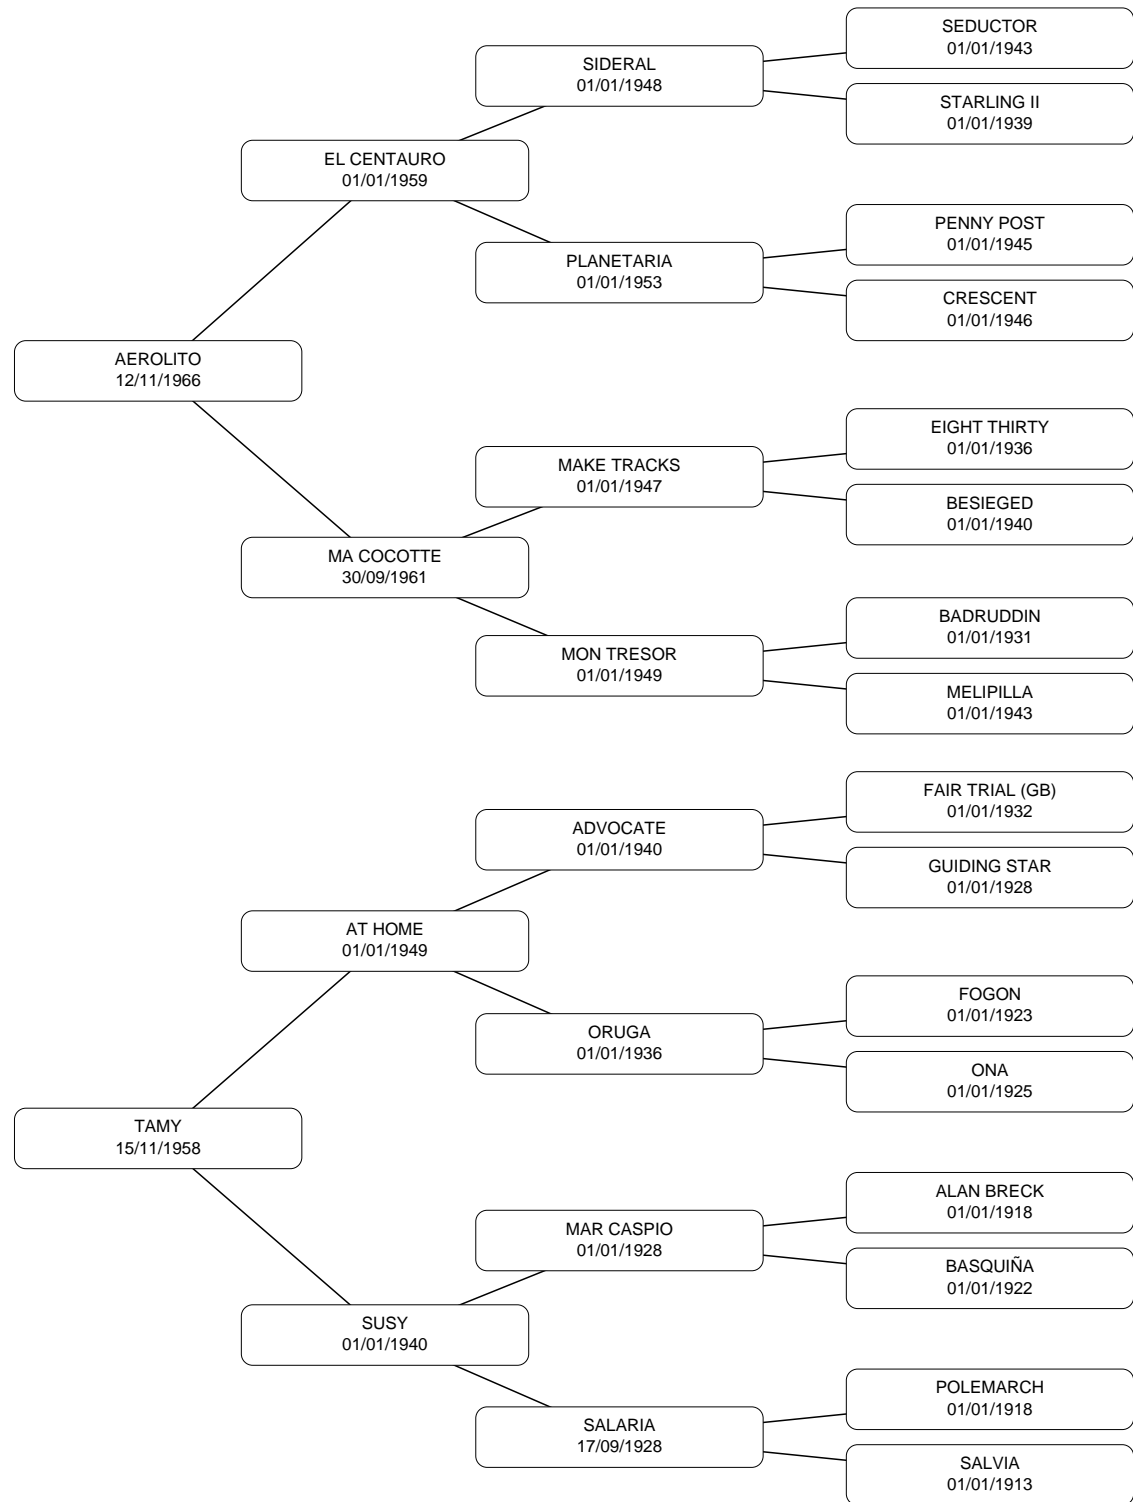 SEDUCTOR
01/01/1943
SIDERAL
01/01/1948
STARLING II
01/01/1939
EL CENTAURO
01/01/1959
PENNY POST
01/01/1945
PLANETARIA
01/01/1953
CRESCENT
01/01/1946
AEROLITO
12/11/1966
EIGHT THIRTY
01/01/1936
MAKE TRACKS
01/01/1947
BESIEGED
01/01/1940
MA COCOTTE
30/09/1961
BADRUDDIN
01/01/1931
MON TRESOR
01/01/1949
MELIPILLA
01/01/1943
FAIR TRIAL (GB)
01/01/1932
ADVOCATE
01/01/1940
GUIDING STAR
01/01/1928
AT HOME
01/01/1949
FOGON
01/01/1923
ORUGA
01/01/1936
ONA
01/01/1925
TAMY
15/11/1958
ALAN BRECK
01/01/1918
MAR CASPIO
01/01/1928
BASQUIÑA
01/01/1922
SUSY
01/01/1940
POLEMARCH
01/01/1918
SALARIA
17/09/1928
SALVIA
01/01/1913